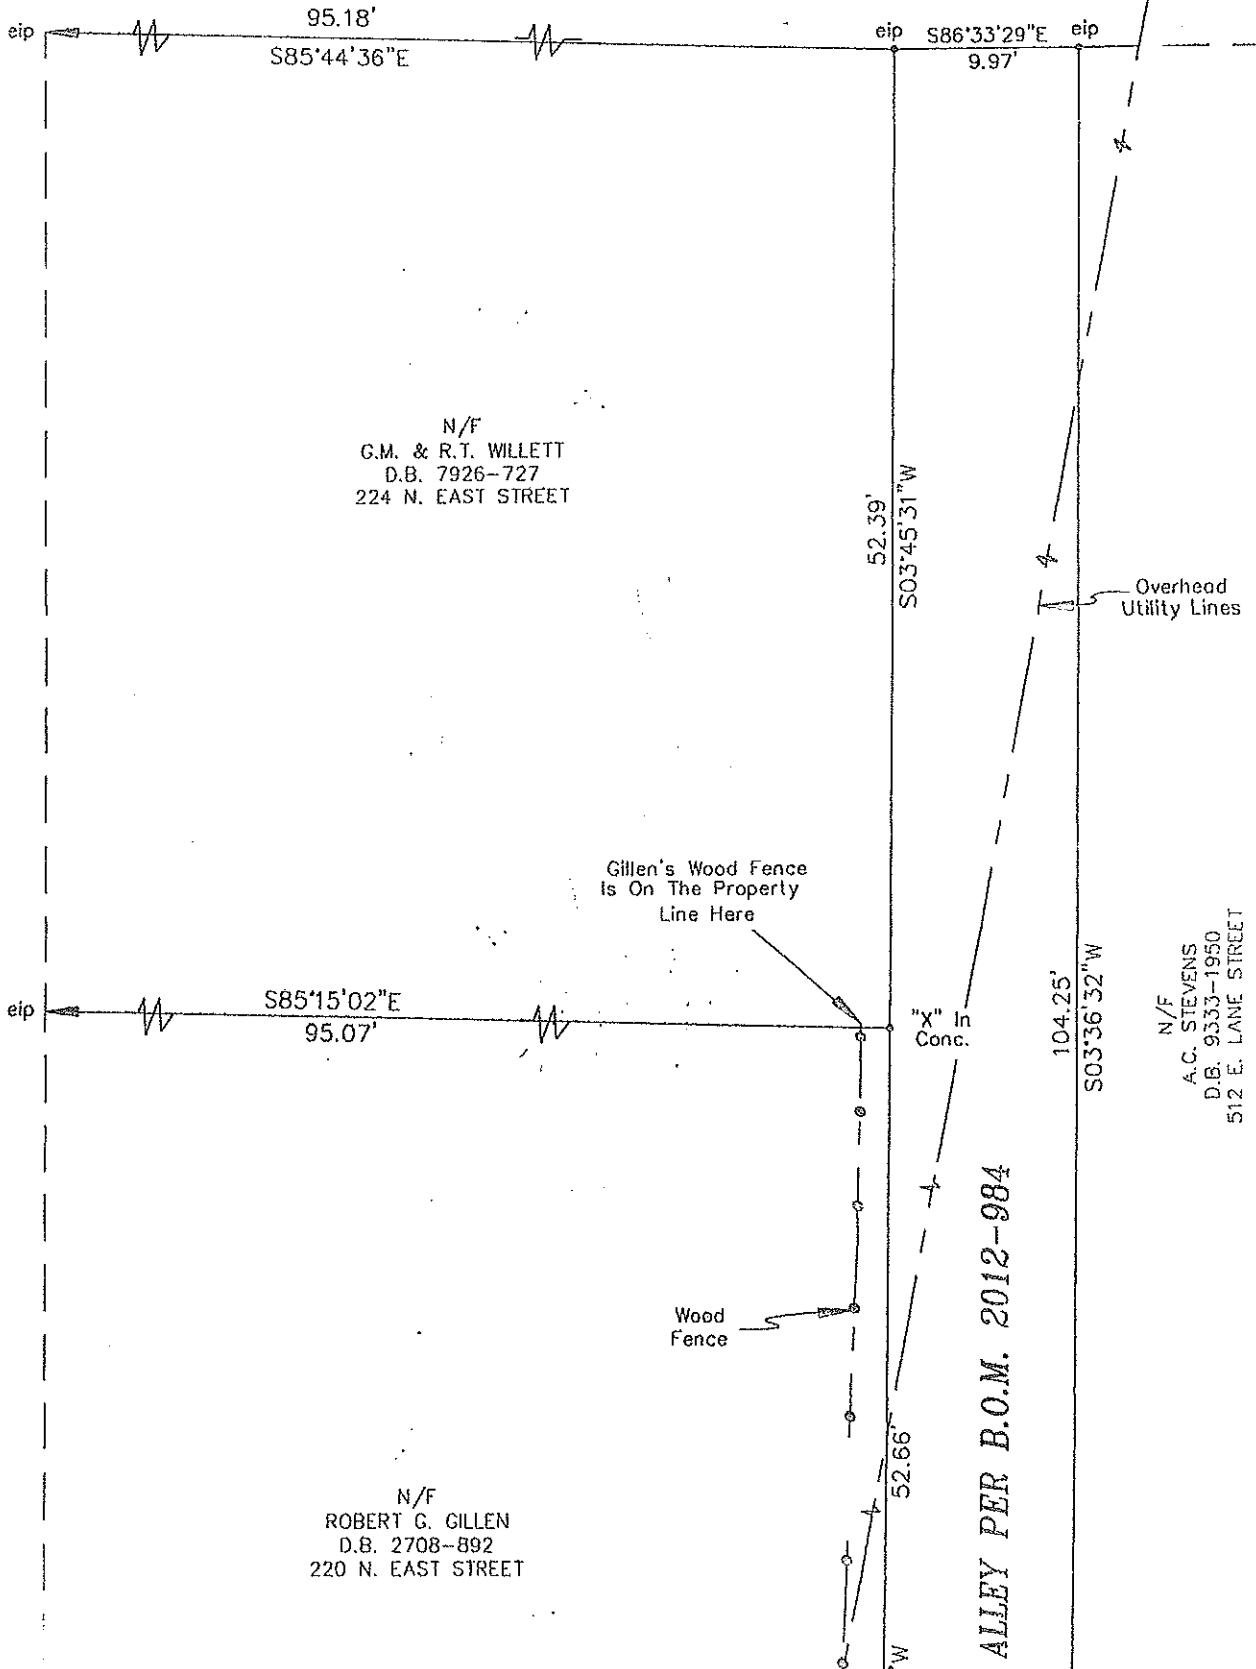 95.18'
eip
S85°44'36"E
eip
S86°33'29"E
eip
9.97'
N/F
G.M. & R.T. WILLETT
D.B. 7926-727
224 N. EAST STREET
52.39'
S03°45'31"W
Overhead
Utility Lines
Gillen's Wood Fence
Is On The Property
Line Here
eip
S85°15'02"E
95.07'
"X" In
Conc.
104.25'
S03°36'32"W
N/F
A.C. STEVENS
D.B. 9333-1950
512 E. LANE STREET
Wood
Fence
52.66'
ALLEY PER B.O.M. 2012-984
N/F
ROBERT G. GILLEN
D.B. 2708-892
220 N. EAST STREET
"W